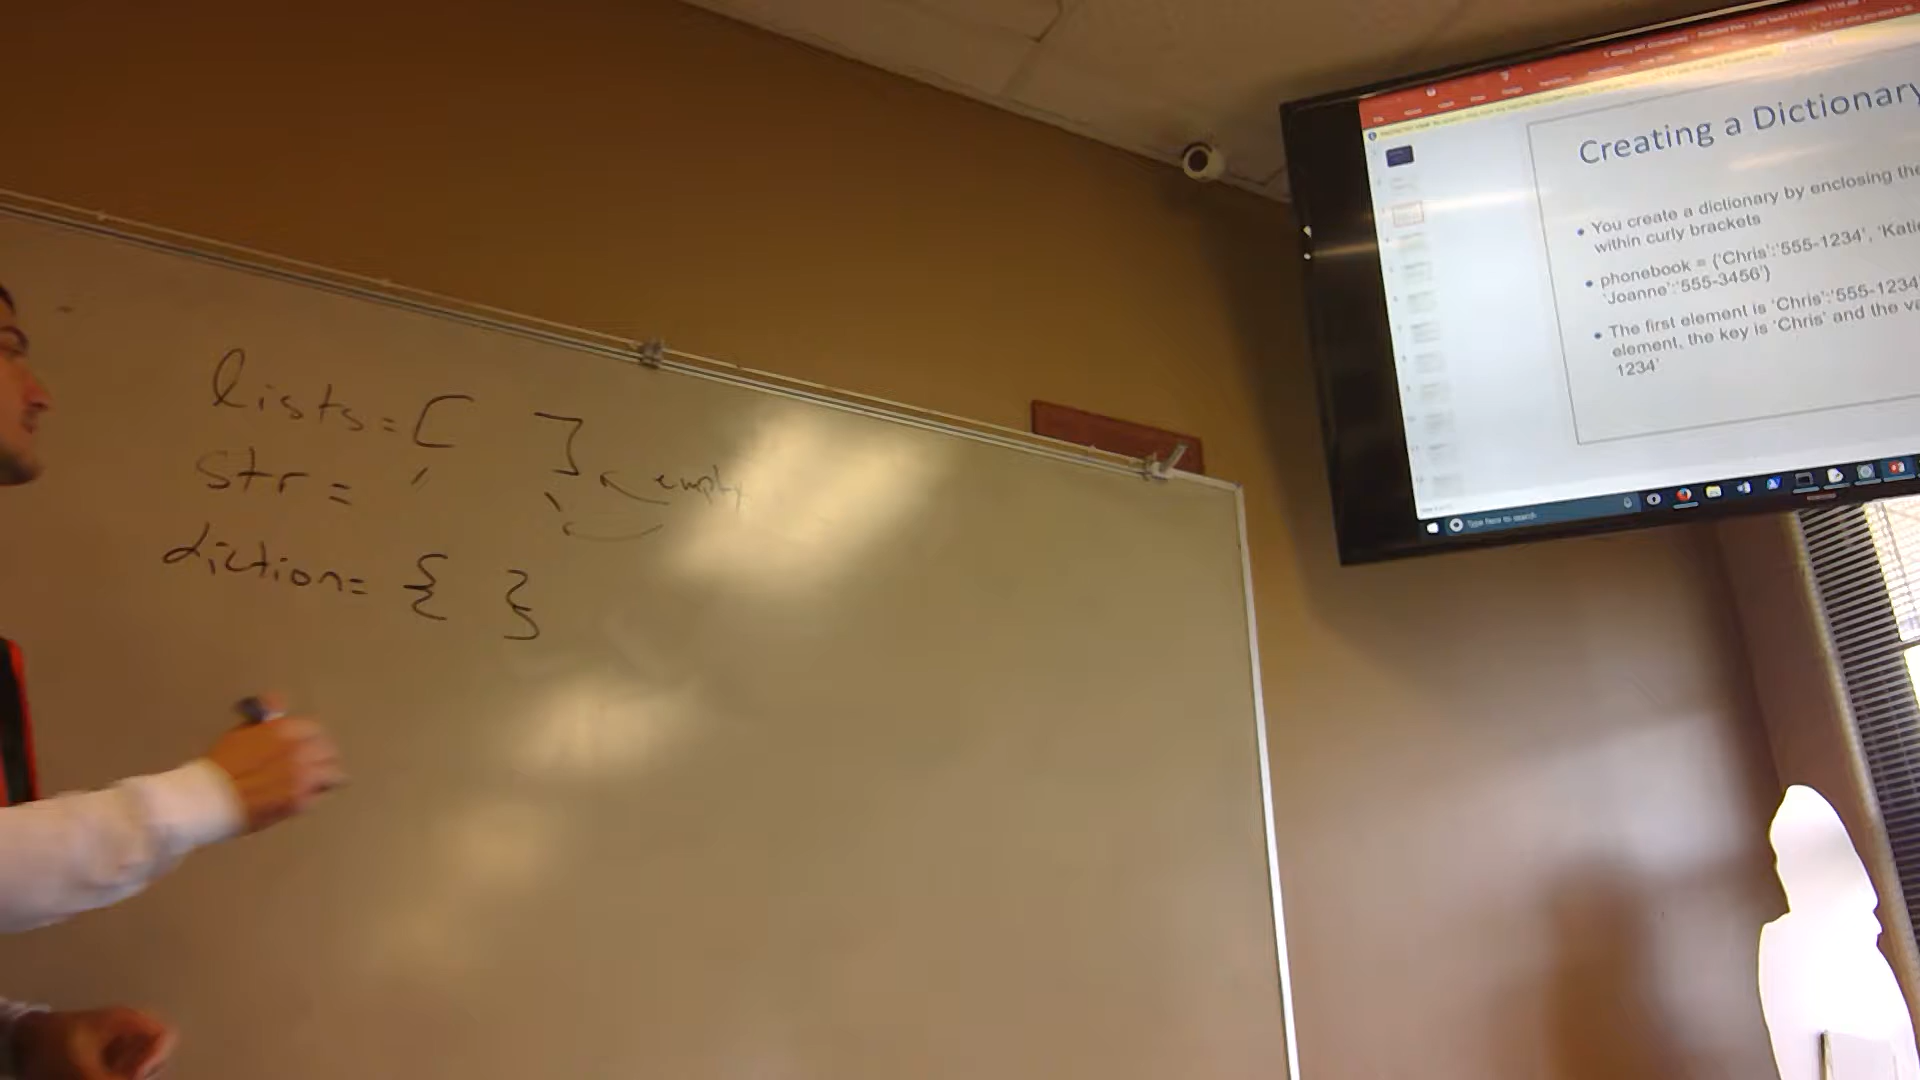 lists = [ ]
str = ' ' empty
diction = { }
Creating a Dictionary
• You create a dictionary by enclosing the
within curly brackets
• phonebook = {'Chris':'555-1234', 'Katie
'Joanne':'555-3456'}
• The first element is 'Chris':'555-1234'
element, the key is 'Chris' and the va
1234'
Type here to search